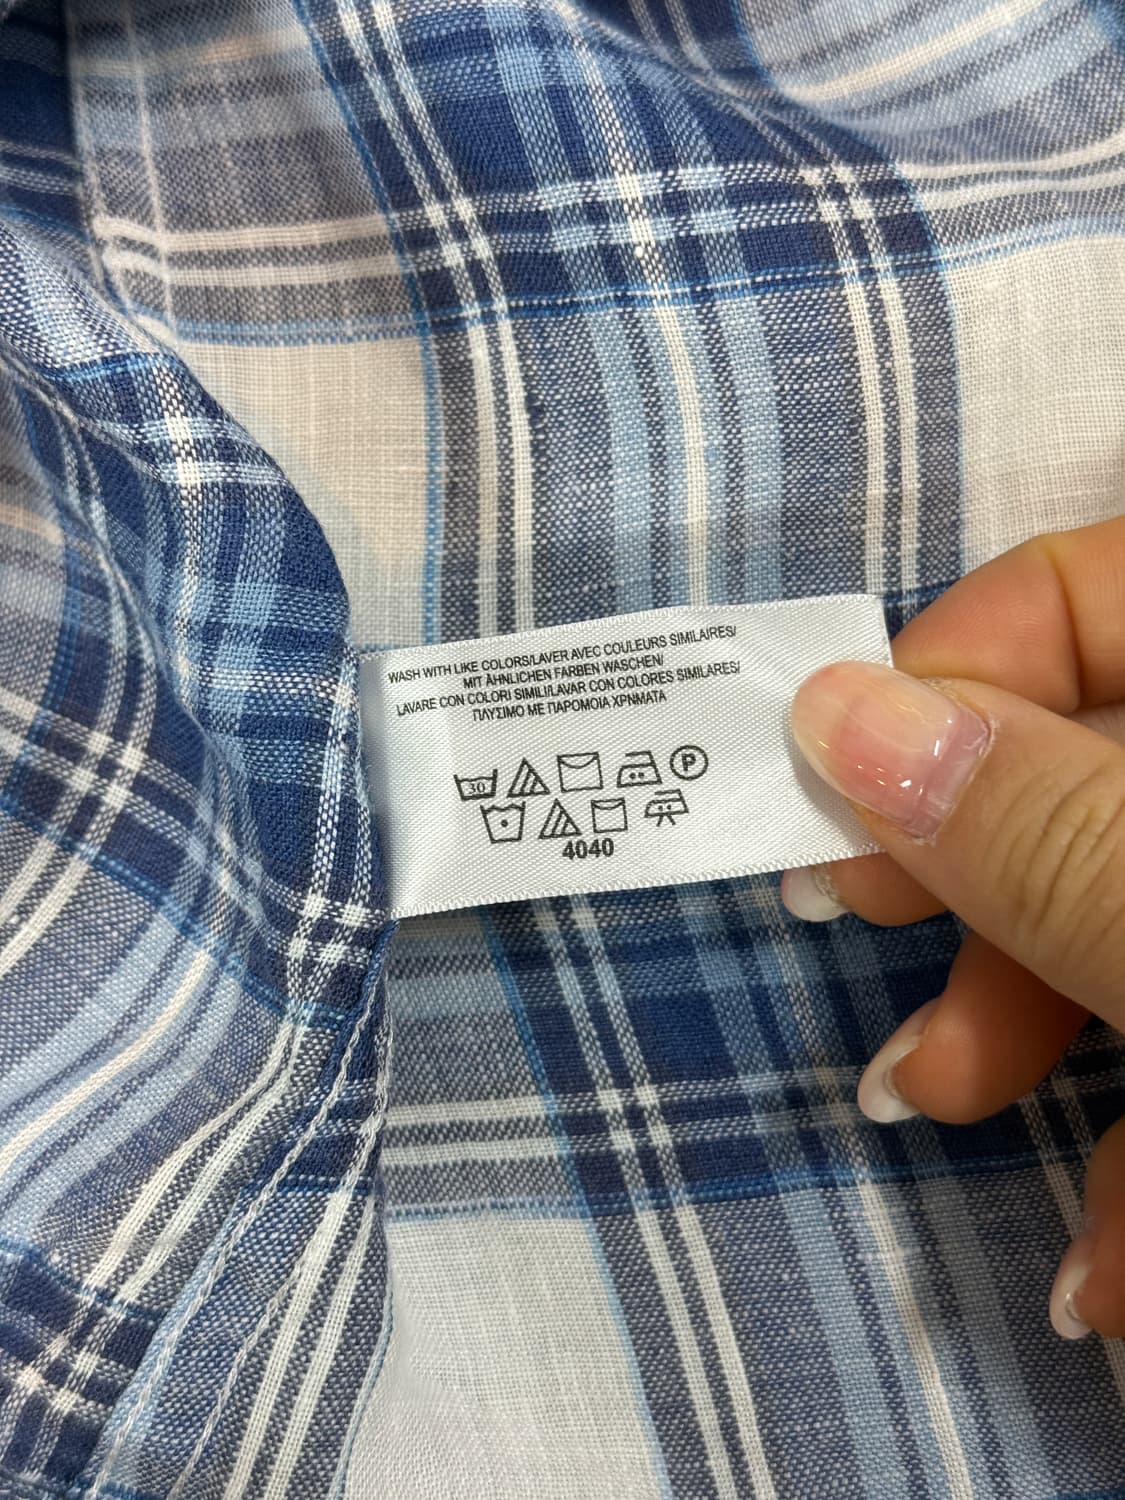 WASH WITH LIKE COLORS/LAVER AVEC COULEURS SIMILAIRES/
MIT ÄHNLICHEN FARBEN WASCHEN/
LAVARE CON COLORI SIMILI/LAVAR CON COLORES SIMILARES/
ΠΛΥΣΙΜΟ ΜΕ ΠΑΡΟΜΟΙΑ ΧΡΝΜΑΤΑ
30 P
4040